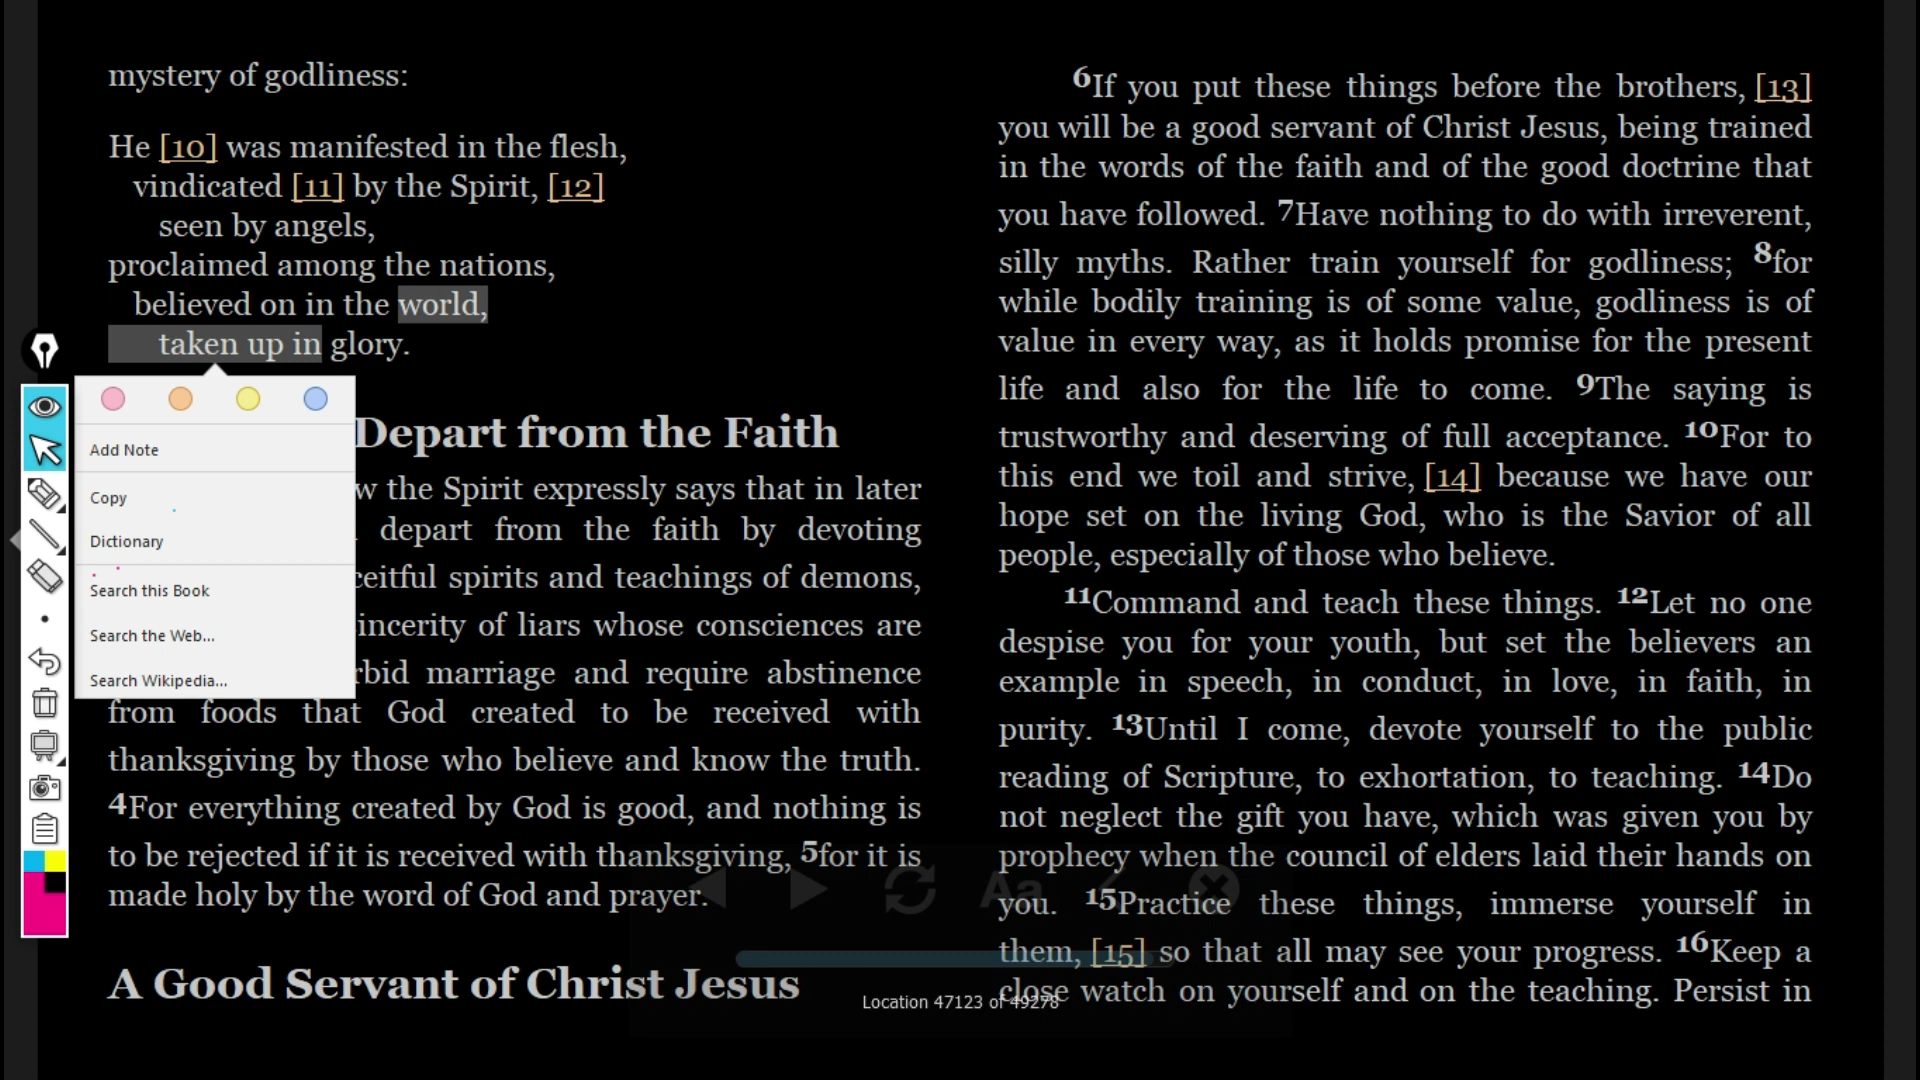 mystery of godliness:
He [10] was manifested in the flesh,
vindicated [11] by the Spirit, [12]
seen by angels,
proclaimed among the nations,
believed on in the world,
taken up in glory.
Add Note
Copy
Dictionary
Search this Book
Search the Web...
Search Wikipedia...
Depart from the Faith
the Spirit expressly says that in later
depart from the faith by devoting
spirits and teachings of demons,
of liars whose consciences are
marriage and require abstinence
from foods that God created to be received with
thanksgiving by those who believe and know the truth.
4For everything created by God is good, and nothing is
to be rejected if it is received with thanksgiving, 5for it is
made holy by the word of God and prayer.
A Good Servant of Christ Jesus
6If you put these things before the brothers, [13]
you will be a good servant of Christ Jesus, being trained
in the words of the faith and of the good doctrine that
you have followed. 7Have nothing to do with irreverent,
silly myths. Rather train yourself for godliness; 8for
while bodily training is of some value, godliness is of
value in every way, as it holds promise for the present
life and also for the life to come. 9The saying is
trustworthy and deserving of full acceptance. 10For to
this end we toil and strive, [14] because we have our
hope set on the living God, who is the Savior of all
people, especially of those who believe.
11Command and teach these things. 12Let no one
despise you for your youth, but set the believers an
example in speech, in conduct, in love, in faith, in
purity. 13Until I come, devote yourself to the public
reading of Scripture, to exhortation, to teaching. 14Do
not neglect the gift you have, which was given you by
prophecy when the council of elders laid their hands on
you. 15Practice these things, immerse yourself in
them, [15] so that all may see your progress. 16Keep a
close watch on yourself and on the teaching. Persist in
Aa
Location 47123 of 49278